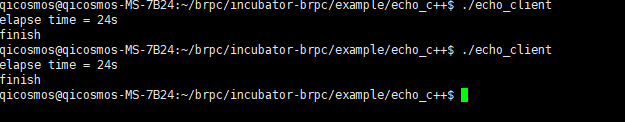 qicosmos@qicosmos-MS-7B24:~/brpc/incubator-brpc/example/echo_c++$ ./echo_client
elapse time = 24s
finish
qicosmos@qicosmos-MS-7B24:~/brpc/incubator-brpc/example/echo_c++$ ./echo_client
elapse time = 24s
finish
qicosmos@qicosmos-MS-7B24:~/brpc/incubator-brpc/example/echo_c++$